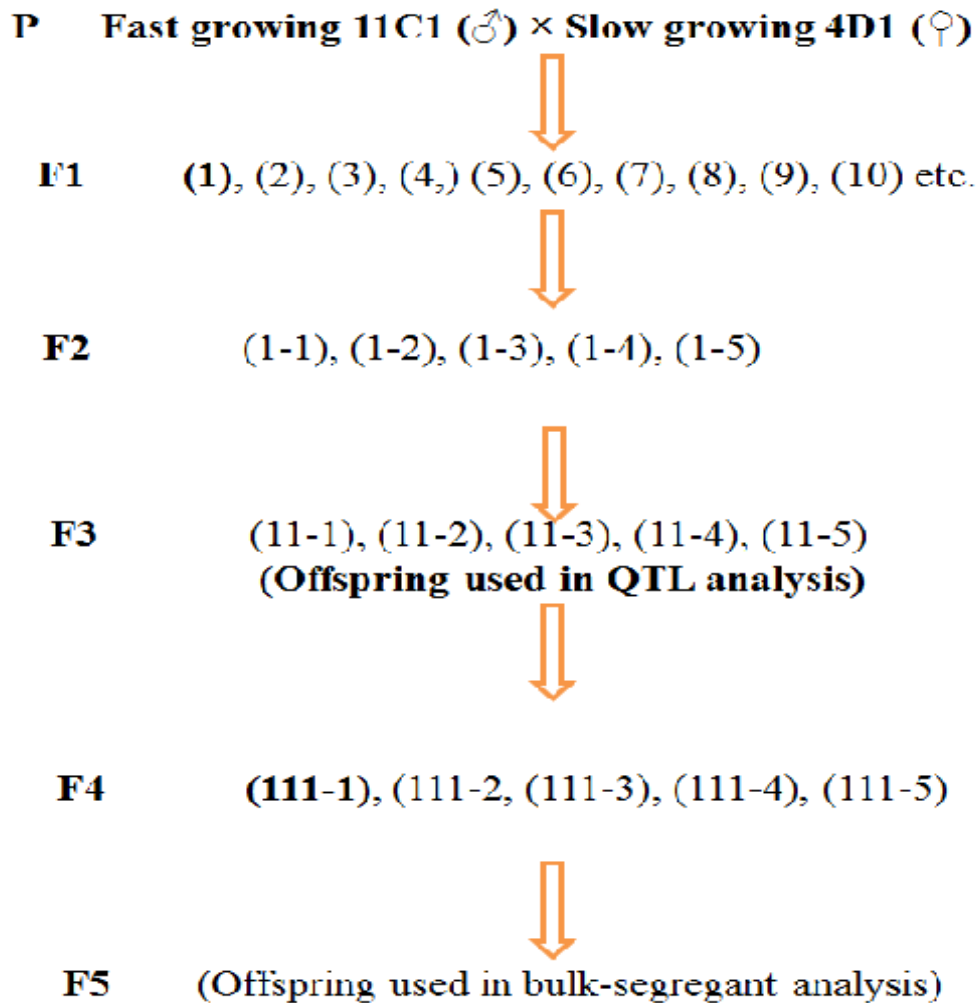 P Fast growing 11C1 (♂) × Slow growing 4D1 (♀)
F1 (1), (2), (3), (4,) (5), (6), (7), (8), (9), (10) etc.
F2 (1-1), (1-2), (1-3), (1-4), (1-5)
F3 (11-1), (11-2), (11-3), (11-4), (11-5)
(Offspring used in QTL analysis)
F4 (111-1), (111-2, (111-3), (111-4), (111-5)
F5 (Offspring used in bulk-segregant analysis)